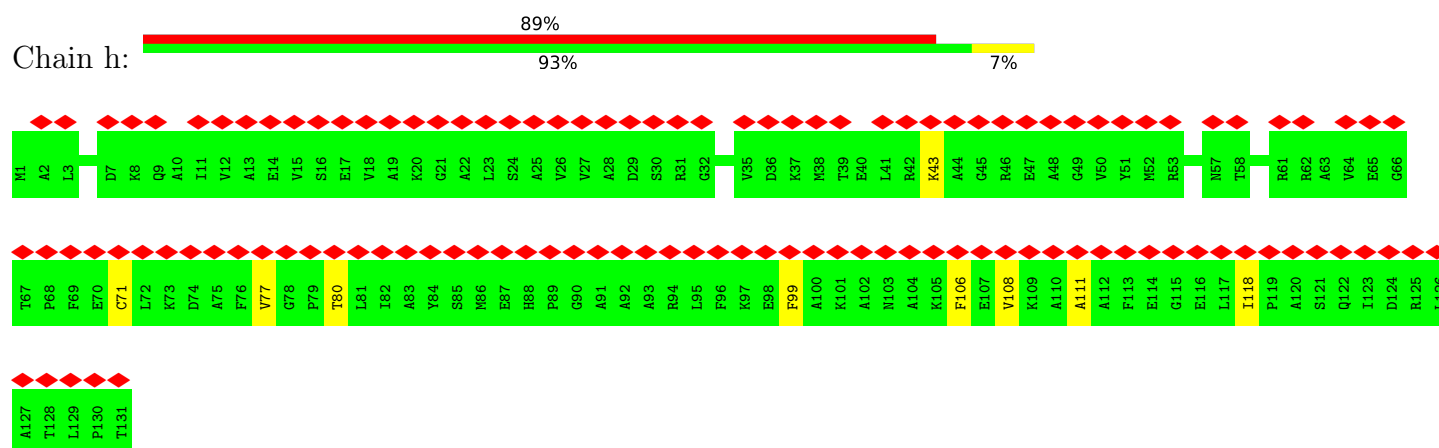 89%
Chain h:
93% 7%
M1 A2 L3 D7 K8 Q9 A10 I11 V12 A13 E14 V15 S16 E17 V18 A19 K20 G21 A22 L23 S24 A25 V26 V27 A28 D29 S30 R31 G32 V35 D36 K37 M38 T39 E40 L41 R42 K43 A44 G45 R46 E47 A48 G49 V50 Y51 M52 R53 N57 T58 R61 R62 A63 V64 E65 G66
T67 P68 F69 E70 C71 L72 K73 D74 A75 F76 V77 G78 P79 T80 L81 I82 A83 Y84 S85 M86 E87 H88 P89 G90 A91 A92 A93 R94 L95 F96 K97 E98 F99 A100 K101 A102 N103 A104 K105 F106 E107 V108 K109 A110 A111 A112 F113 E114 G115 E116 L117 I118 P119 A120 S121 Q122 I123 D124 R125
A127 T128 L129 P130 T131